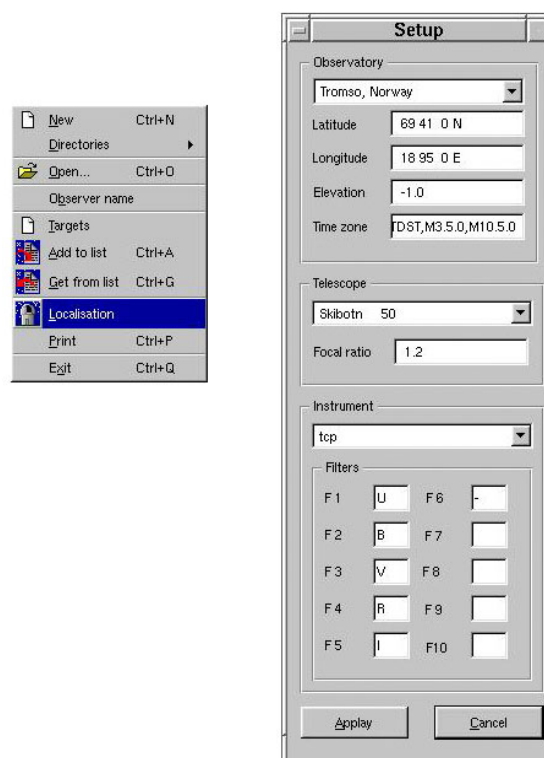 New Ctrl+N
Directories
Open... Ctrl+O
Observer name
Targets
Add to list Ctrl+A
Get from list Ctrl+G
Localisation
Print Ctrl+P
Exit Ctrl+Q
Setup
Observatory
Tromso, Norway
Latitude 69 41 0 N
Longitude 18 95 0 E
Elevation -1.0
Time zone TDST,M3.5.0,M10.5.0
Telescope
Skibotn 50
Focal ratio 1.2
Instrument
tcp
Filters
F1 U F6 -
F2 B F7
F3 V F8
F4 R F9
F5 I F10
Applay Cancel